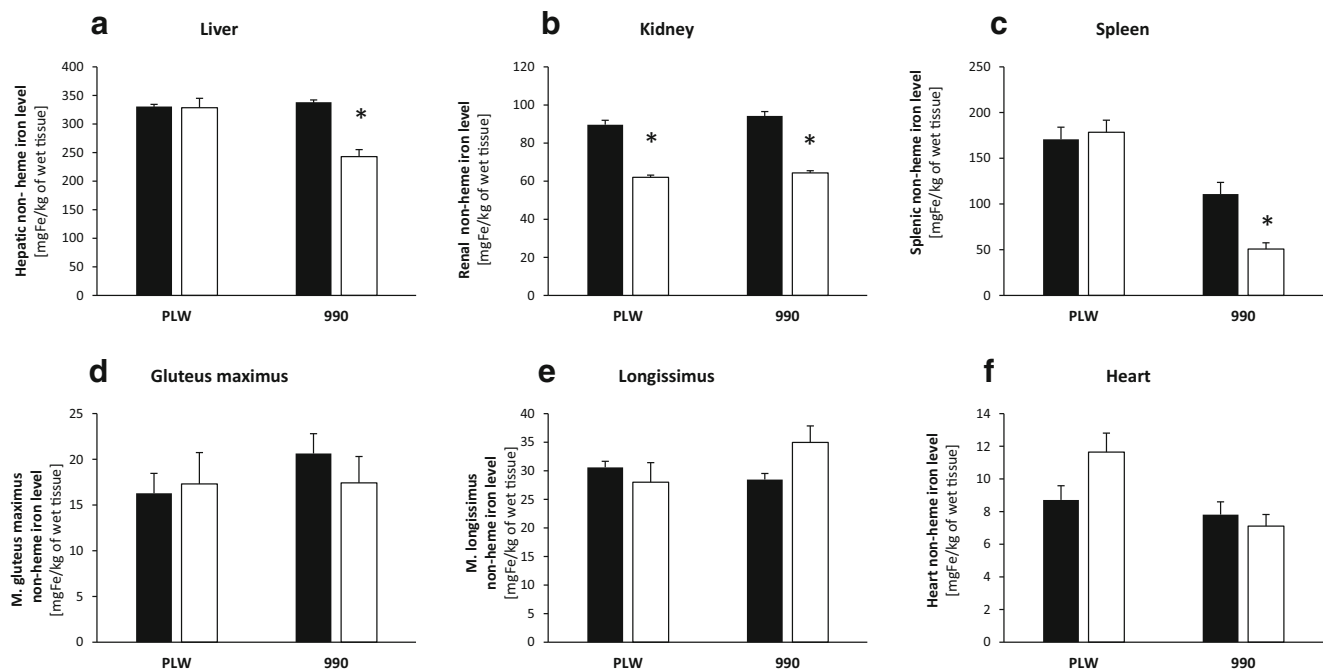 a Liver
Hepatic non- heme iron level
[mgFe/kg of wet tissue]
400
350
300
250
200
150
100
50
0
*
PLW 990
b Kidney
Renal non-heme iron level
[mgFe/kg of wet tissue]
120
100
80
60
40
20
0
* *
PLW 990
c Spleen
Splenic non-heme iron level
[mgFe/kg of wet tissue]
250
200
150
100
50
0
*
PLW 990
d Gluteus maximus
M. gluteus maximus
non-heme iron level
[mgFe/kg of wet tissue]
25
20
15
10
5
0
PLW 990
e Longissimus
M. longissimus
non-heme iron level
[mgFe/kg of wet tissue]
40
35
30
25
20
15
10
5
0
PLW 990
f Heart
Heart non-heme iron level
[mgFe/kg of wet tissue]
14
12
10
8
6
4
2
0
PLW 990